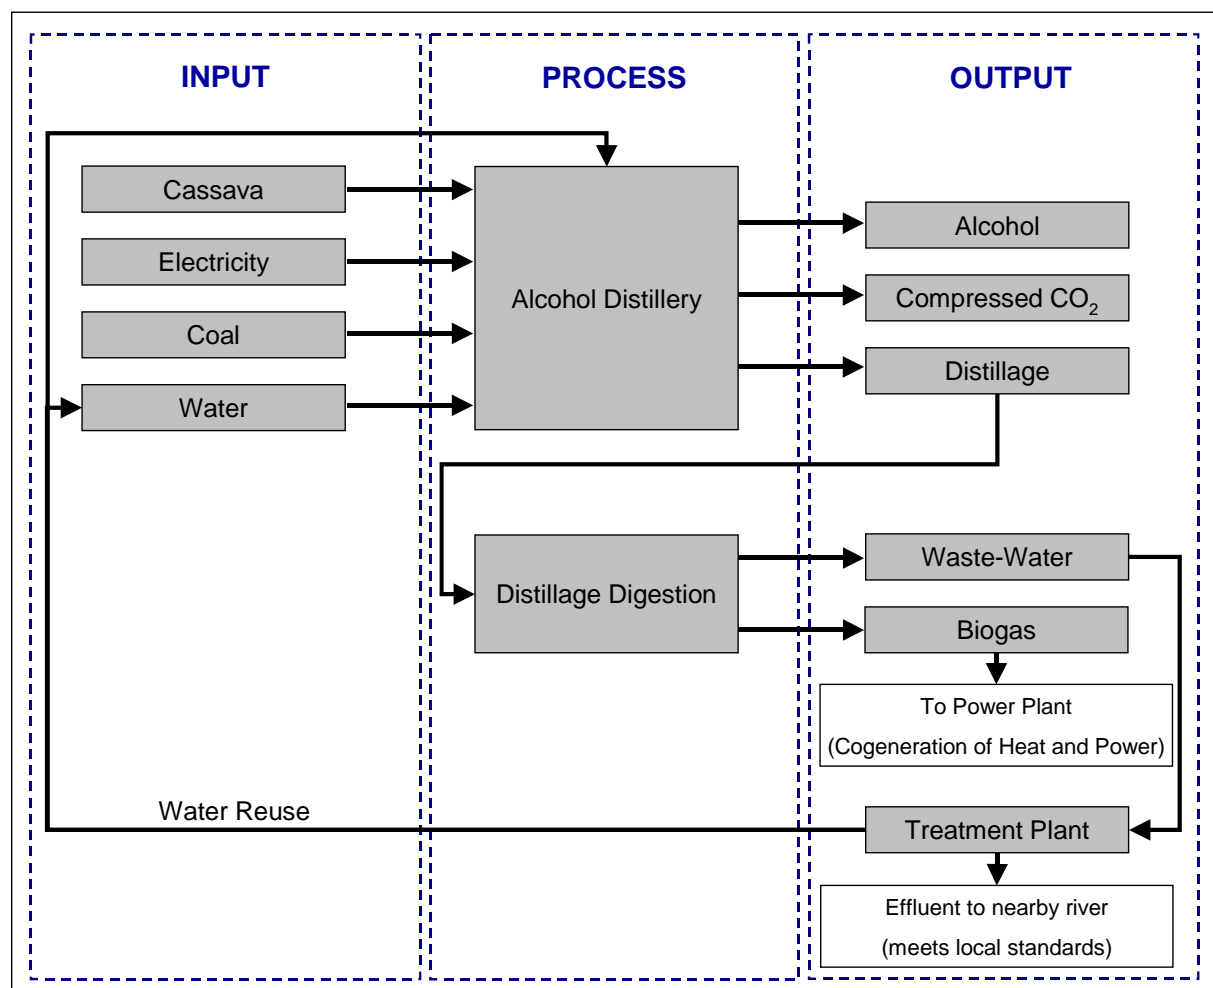 INPUT
PROCESS
OUTPUT
Cassava
Electricity
Coal
Water
Alcohol Distillery
Alcohol
Compressed CO₂
Distillage
Distillage Digestion
Waste-Water
Biogas
To Power Plant
(Cogeneration of Heat and Power)
Water Reuse
Treatment Plant
Effluent to nearby river
(meets local standards)